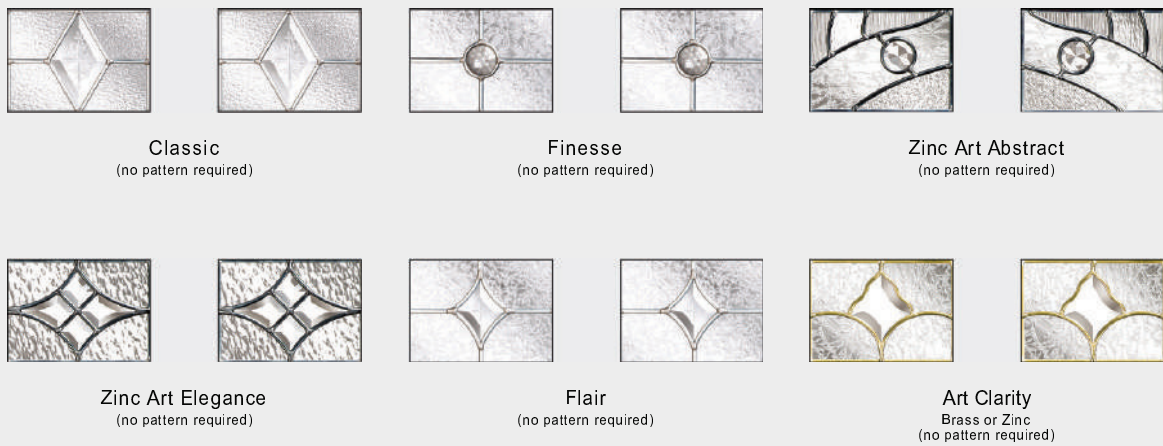 Classic
(no pattern required)
Finesse
(no pattern required)
Zinc Art Abstract
(no pattern required)
Zinc Art Elegance
(no pattern required)
Flair
(no pattern required)
Art Clarity
Brass or Zinc
(no pattern required)